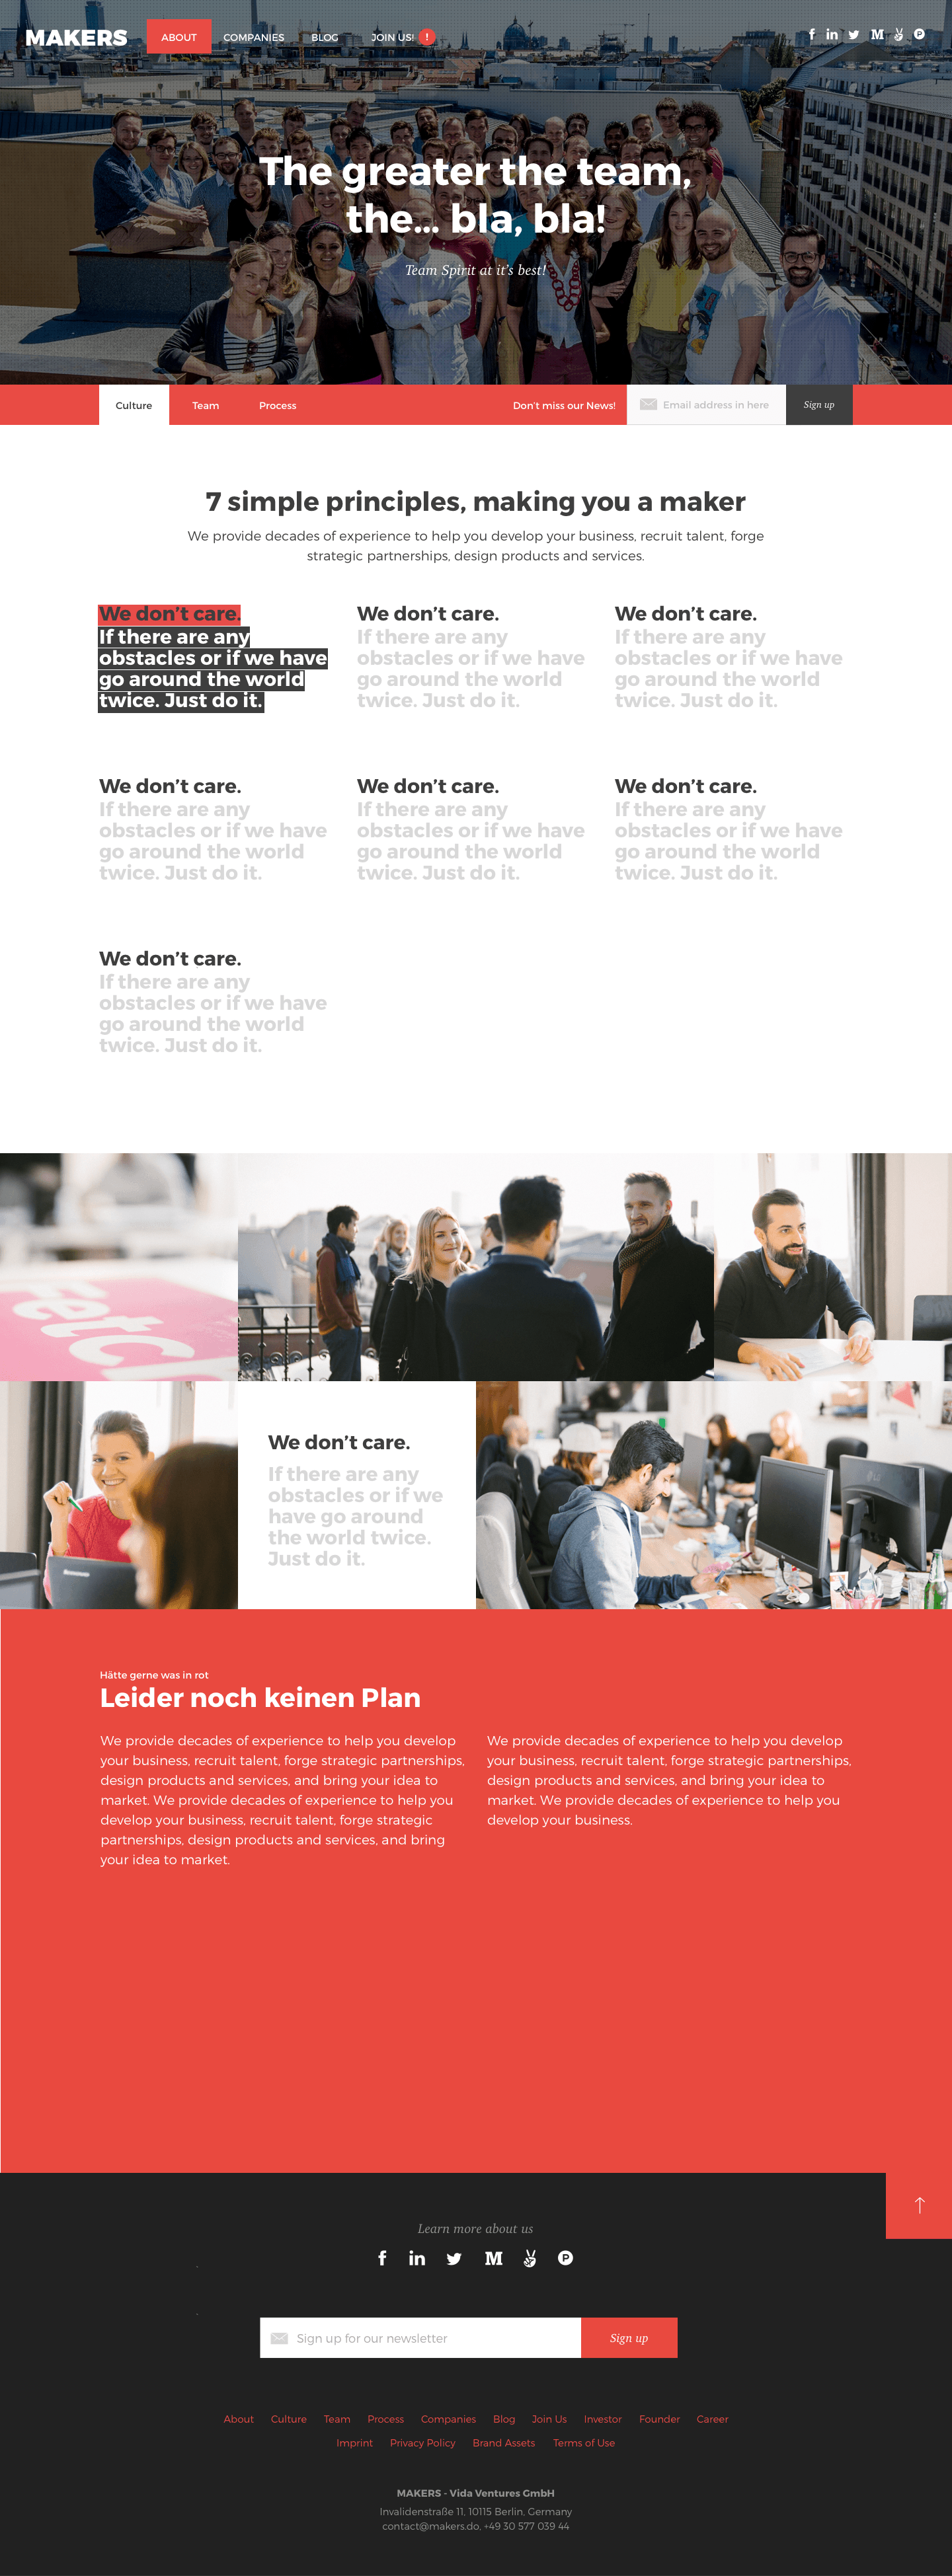 MAKERS
ABOUT
COMPANIES
BLOG
JOIN US!
!
The greater the team,
the... bla, bla!
Team Spirit at it's best!
Culture
Team
Process
Don't miss our News!
Email address in here
Sign up
7 simple principles, making you a maker
We provide decades of experience to help you develop your business, recruit talent, forge
strategic partnerships, design products and services.
We don't care.
If there are any
obstacles or if we have
go around the world
twice. Just do it.
We don't care.
If there are any
obstacles or if we have
go around the world
twice. Just do it.
We don't care.
If there are any
obstacles or if we have
go around the world
twice. Just do it.
We don't care.
If there are any
obstacles or if we have
go around the world
twice. Just do it.
We don't care.
If there are any
obstacles or if we have
go around the world
twice. Just do it.
We don't care.
If there are any
obstacles or if we have
go around the world
twice. Just do it.
We don't care.
If there are any
obstacles or if we have
go around the world
twice. Just do it.
We don't care.
If there are any
obstacles or if we
have go around
the world twice.
Just do it.
Hätte gerne was in rot
Leider noch keinen Plan
We provide decades of experience to help you develop
your business, recruit talent, forge strategic partnerships,
design products and services, and bring your idea to
market. We provide decades of experience to help you
develop your business, recruit talent, forge strategic
partnerships, design products and services, and bring
your idea to market.
We provide decades of experience to help you develop
your business, recruit talent, forge strategic partnerships,
design products and services, and bring your idea to
market. We provide decades of experience to help you
develop your business.
Learn more about us
Sign up for our newsletter
Sign up
About Culture Team Process Companies Blog Join Us Investor Founder Career
Imprint Privacy Policy Brand Assets Terms of Use
MAKERS - Vida Ventures GmbH
Invalidenstraße 11, 10115 Berlin, Germany
contact@makers.do, +49 30 577 039 44